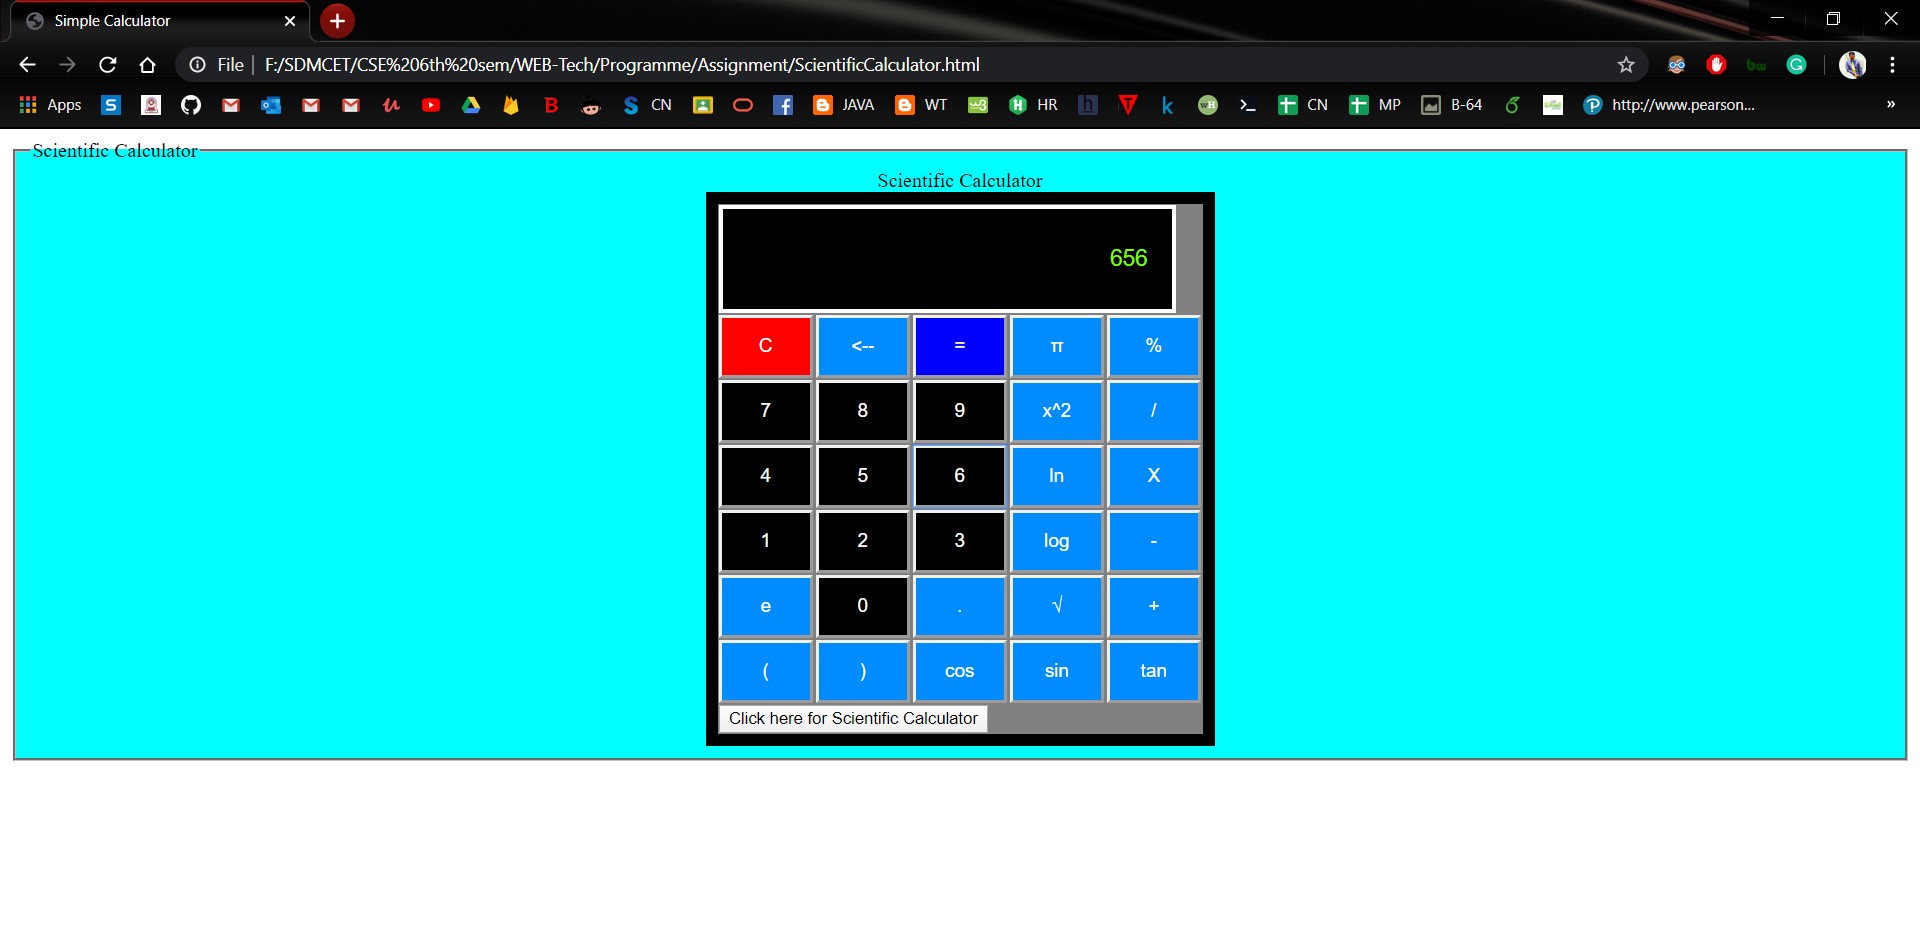 Simple Calculator
File | F:/SDMCET/CSE%206th%20sem/WEB-Tech/Programme/Assignment/ScientificCalculator.html
Apps S B CN JAVA WT HR h T k CN MP B-64 http://www.pearson... »
Scientific Calculator
Scientific Calculator
656
C <-- = π %
7 8 9 x^2 /
4 5 6 ln X
1 2 3 log -
e 0 . √ +
( ) cos sin tan
Click here for Scientific Calculator